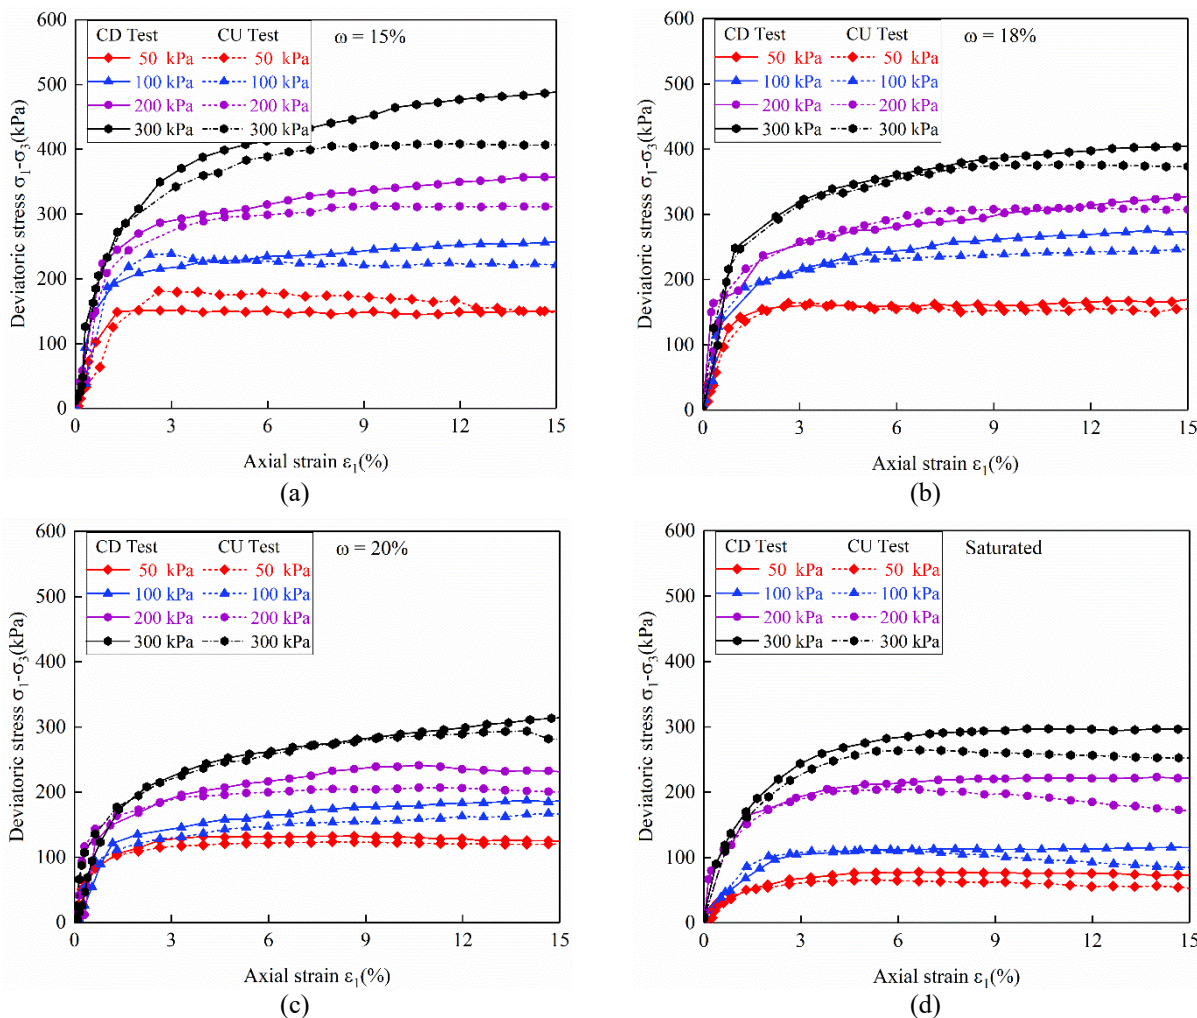 600
500
400
300
200
100
0
Deviatoric stress σ₁-σ₃(kPa)
CD Test CU Test
50 kPa 50 kPa
100 kPa 100 kPa
200 kPa 200 kPa
300 kPa 300 kPa
ω = 15%
0 3 6 9 12 15
Axial strain ε₁(%)
(a)
600
500
400
300
200
100
0
Deviatoric stress σ₁-σ₃(kPa)
CD Test CU Test
50 kPa 50 kPa
100 kPa 100 kPa
200 kPa 200 kPa
300 kPa 300 kPa
ω = 18%
0 3 6 9 12 15
Axial strain ε₁(%)
(b)
600
500
400
300
200
100
0
Deviatoric stress σ₁-σ₃(kPa)
CD Test CU Test
50 kPa 50 kPa
100 kPa 100 kPa
200 kPa 200 kPa
300 kPa 300 kPa
ω = 20%
0 3 6 9 12 15
Axial strain ε₁(%)
(c)
600
500
400
300
200
100
0
Deviatoric stress σ₁-σ₃(kPa)
CD Test CU Test
50 kPa 50 kPa
100 kPa 100 kPa
200 kPa 200 kPa
300 kPa 300 kPa
Saturated
0 3 6 9 12 15
Axial strain ε₁(%)
(d)